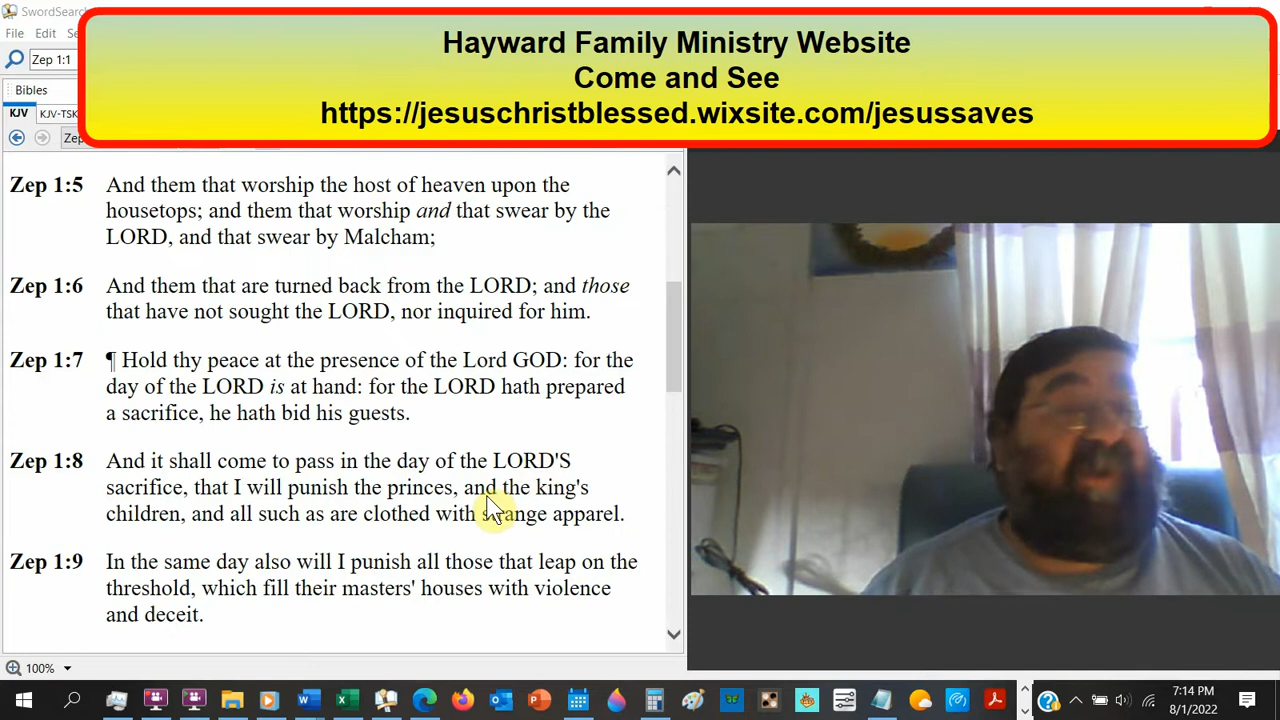 SwordSear
Hayward Family Ministry Website
Come and See
https://jesuschristblessed.wixsite.com/jesussaves
File Edit
Zep 1:1
Bibles
KJV KJV-TSK
Zep
Zep 1:5 And them that worship the host of heaven upon the
housetops; and them that worship and that swear by the
LORD, and that swear by Malcham;
Zep 1:6 And them that are turned back from the LORD; and those
that have not sought the LORD, nor inquired for him.
Zep 1:7 ¶ Hold thy peace at the presence of the Lord GOD: for the
day of the LORD is at hand: for the LORD hath prepared
a sacrifice, he hath bid his guests.
Zep 1:8 And it shall come to pass in the day of the LORD'S
sacrifice, that I will punish the princes, and the king's
children, and all such as are clothed with strange apparel.
Zep 1:9 In the same day also will I punish all those that leap on the
threshold, which fill their masters' houses with violence
and deceit.
100%
7:14 PM
8/1/2022